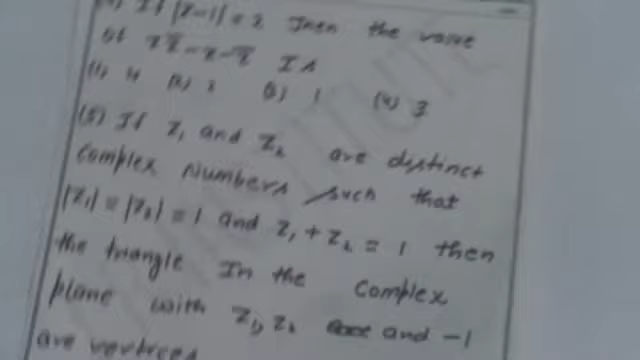 If |z-1| = 2 then the value
of z z̄ - z - z̄ Is
(1) 4 (2) 2 (3) 1 (4) 3
(5) If z₁ and z₂ are distinct
complex numbers such that
|z₁| = |z₂| = 1 and z₁ + z₂ = 1 then
the triangle In the complex
plane with z₁, z₂ and -1
are vertices